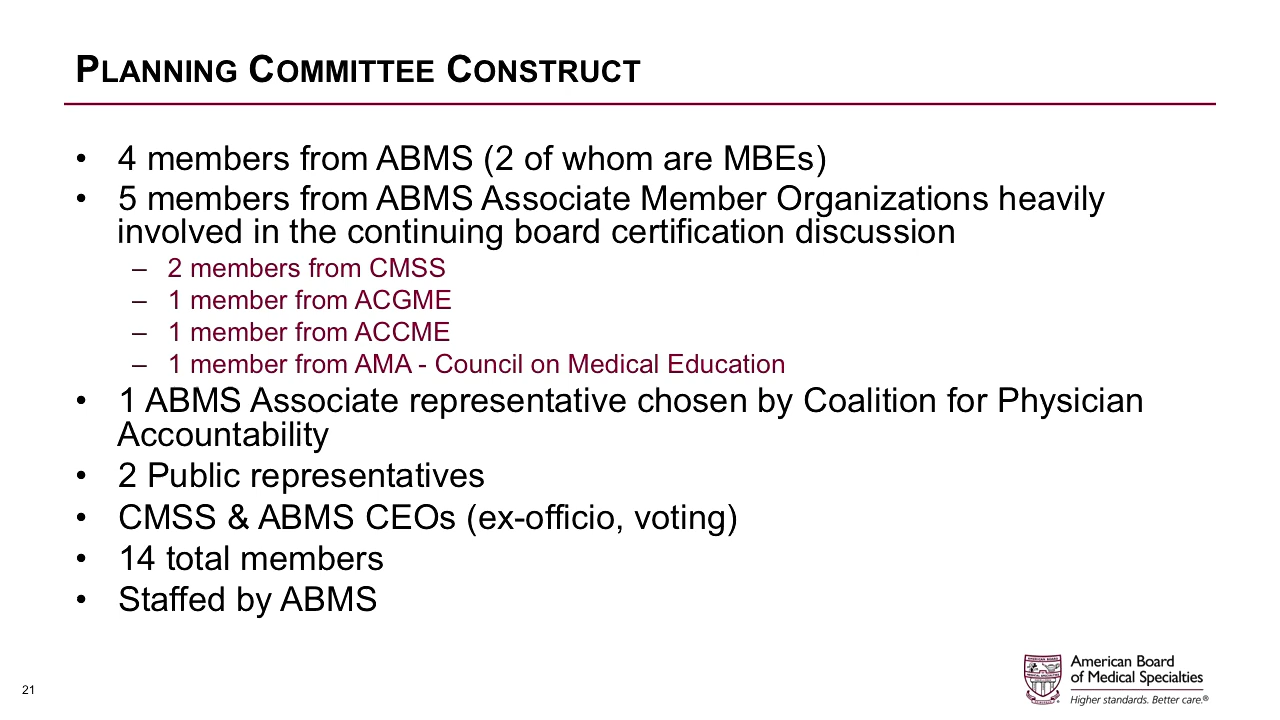 PLANNING COMMITTEE CONSTRUCT
• 4 members from ABMS (2 of whom are MBEs)
• 5 members from ABMS Associate Member Organizations heavily
involved in the continuing board certification discussion
– 2 members from CMSS
– 1 member from ACGME
– 1 member from ACCME
– 1 member from AMA - Council on Medical Education
• 1 ABMS Associate representative chosen by Coalition for Physician
Accountability
• 2 Public representatives
• CMSS & ABMS CEOs (ex-officio, voting)
• 14 total members
• Staffed by ABMS
21
American Board
of Medical Specialties
Higher standards. Better care.®